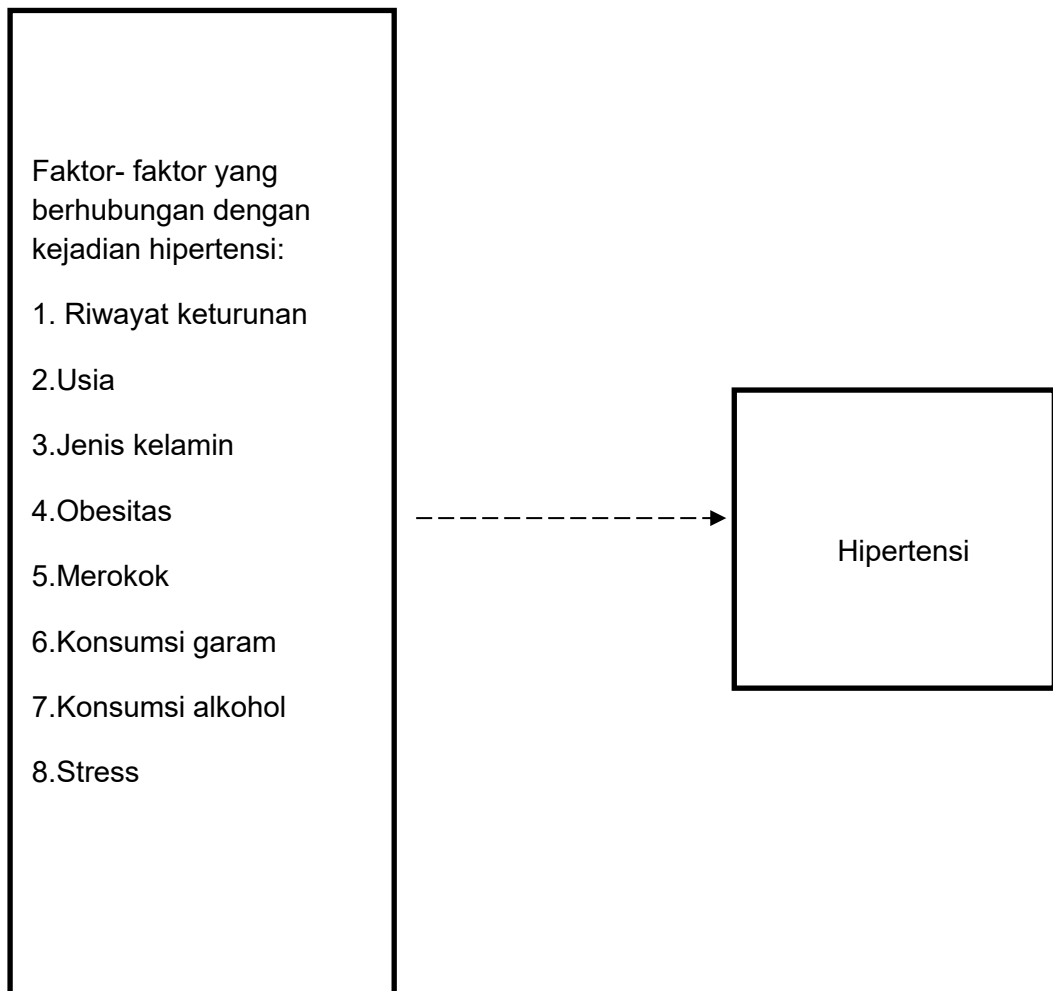 Faktor- faktor yang
berhubungan dengan
kejadian hipertensi:
1. Riwayat keturunan
2.Usia
3.Jenis kelamin
4.Obesitas
5.Merokok
6.Konsumsi garam
7.Konsumsi alkohol
8.Stress
Hipertensi